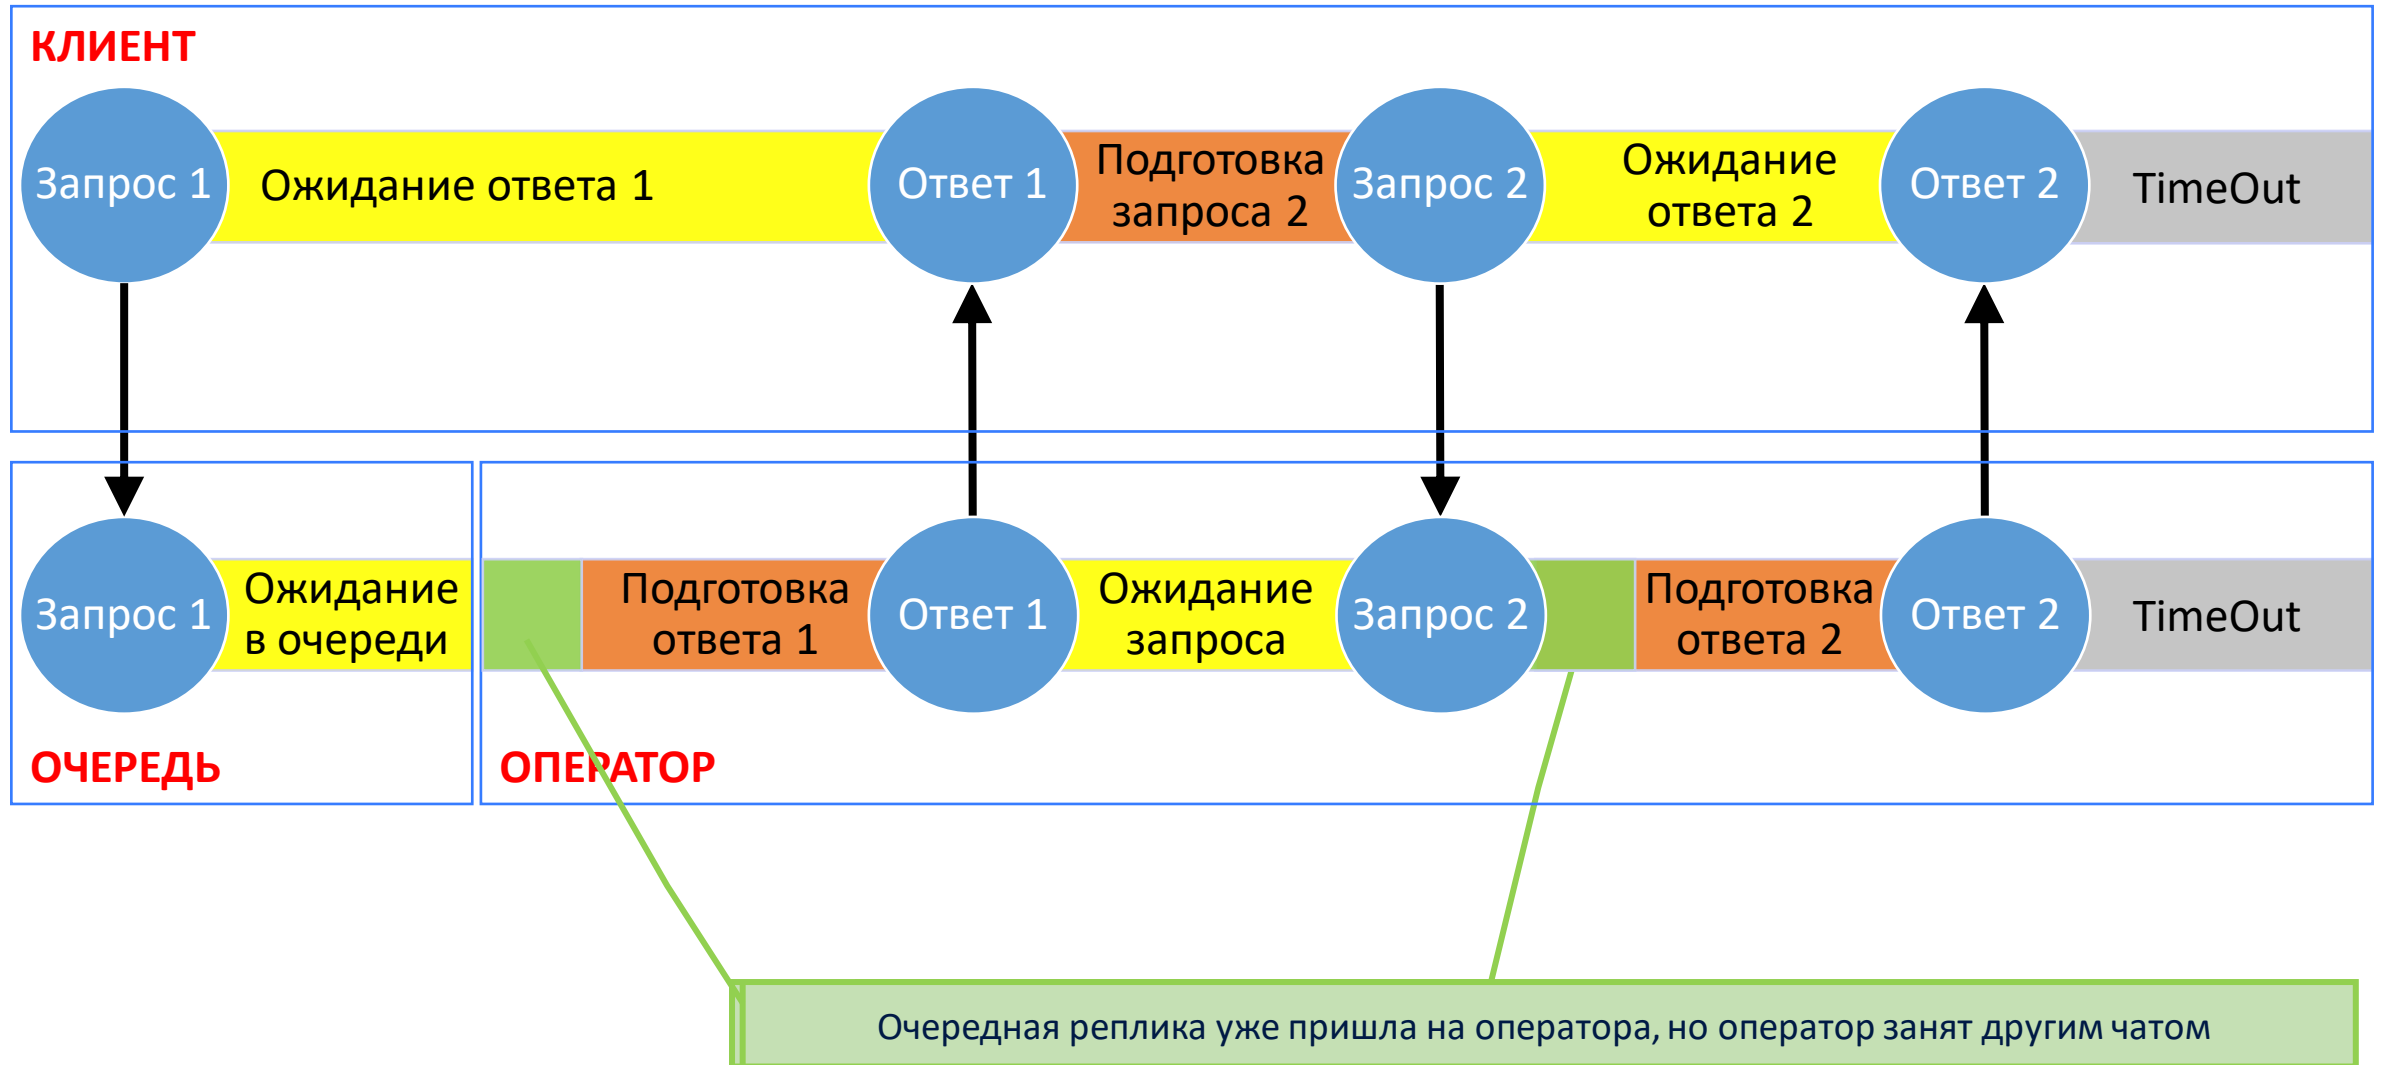 КЛИЕНТ
Запрос 1
Ожидание ответа 1
Ответ 1
Подготовка
запроса 2
Запрос 2
Ожидание
ответа 2
Ответ 2
TimeOut
Запрос 1
Ожидание
в очереди
Подготовка
ответа 1
Ответ 1
Ожидание
запроса
Запрос 2
Подготовка
ответа 2
Ответ 2
TimeOut
ОЧЕРЕДЬ
ОПЕРАТОР
Очередная реплика уже пришла на оператора, но оператор занят другим чатом